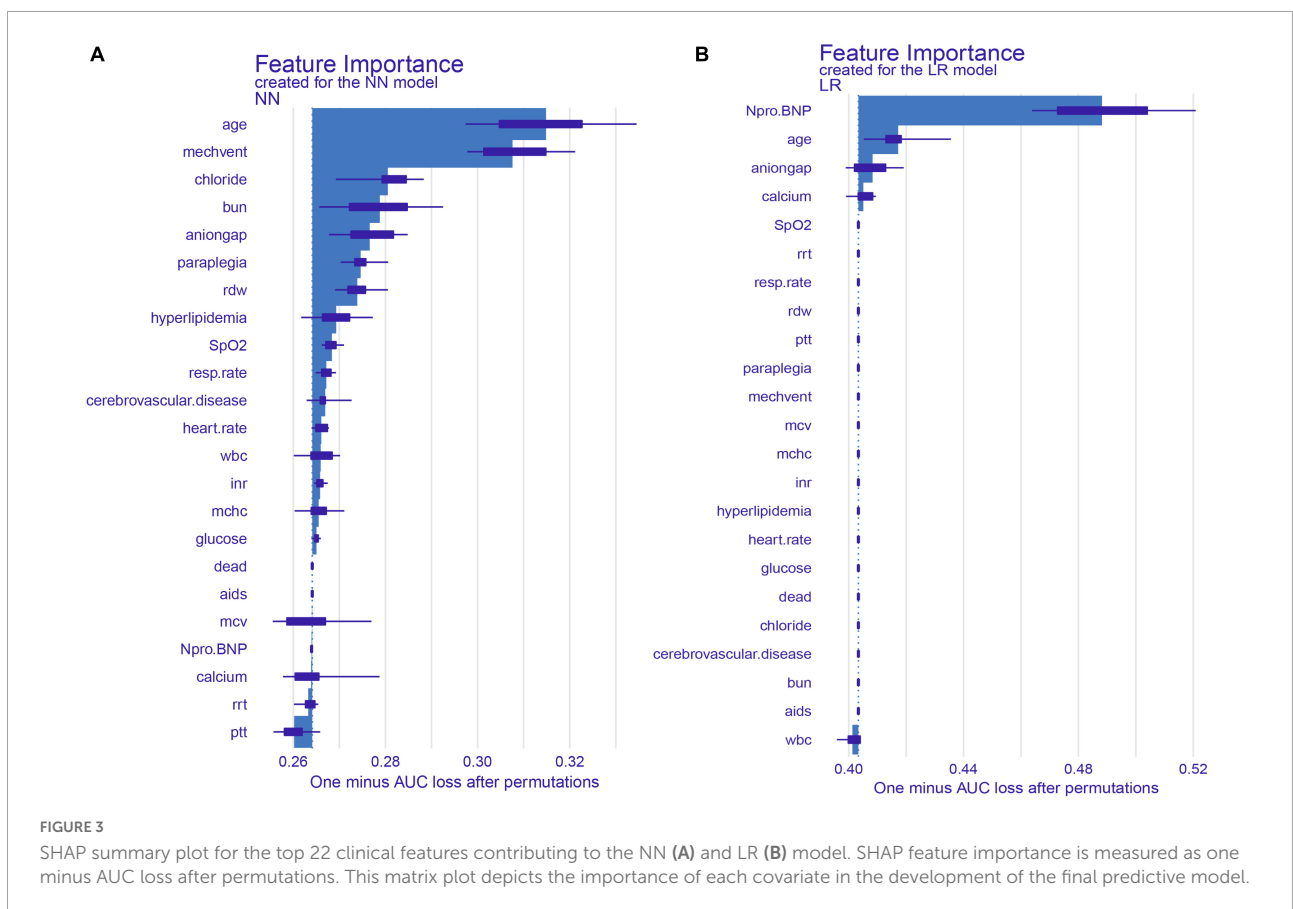 A
Feature Importance
created for the NN model
NN
age
mechvent
chloride
bun
aniongap
paraplegia
rdw
hyperlipidemia
SpO2
resp.rate
cerebrovascular.disease
heart.rate
wbc
inr
mchc
glucose
dead
aids
mcv
Npro.BNP
calcium
rrt
ptt
0.26 0.28 0.30 0.32
One minus AUC loss after permutations
B
Feature Importance
created for the LR model
LR
Npro.BNP
age
aniongap
calcium
SpO2
rrt
resp.rate
rdw
ptt
paraplegia
mechvent
mcv
mchc
inr
hyperlipidemia
heart.rate
glucose
dead
chloride
cerebrovascular.disease
bun
aids
wbc
0.40 0.44 0.48 0.52
One minus AUC loss after permutations
FIGURE 3
SHAP summary plot for the top 22 clinical features contributing to the NN (A) and LR (B) model. SHAP feature importance is measured as one
minus AUC loss after permutations. This matrix plot depicts the importance of each covariate in the development of the final predictive model.